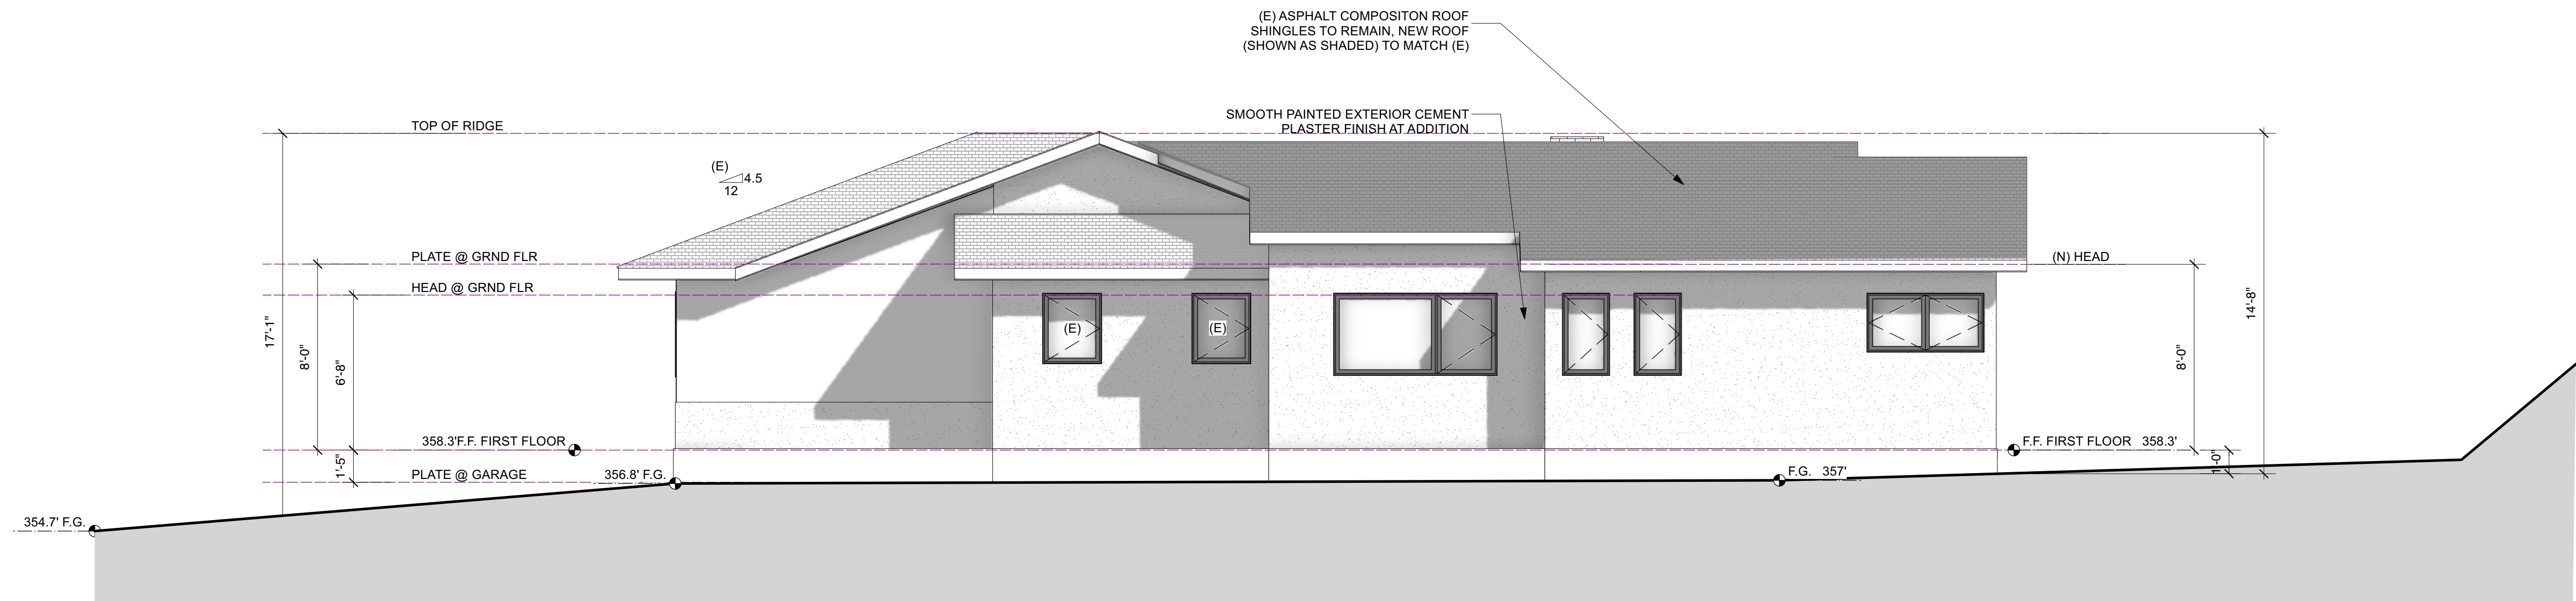 (E) ASPHALT COMPOSITON ROOF
SHINGLES TO REMAIN, NEW ROOF
(SHOWN AS SHADED) TO MATCH (E)
SMOOTH PAINTED EXTERIOR CEMENT
PLASTER FINISH AT ADDITION
TOP OF RIDGE
(E)
4.5
12
PLATE @ GRND FLR
(N) HEAD
HEAD @ GRND FLR
17'-1"
8'-0"
6'-8"
14'-8"
8'-0"
(E)
(E)
358.3'F.F. FIRST FLOOR
F.F. FIRST FLOOR 358.3'
1'-5"
1'-0"
PLATE @ GARAGE
356.8' F.G.
F.G. 357'
354.7' F.G.